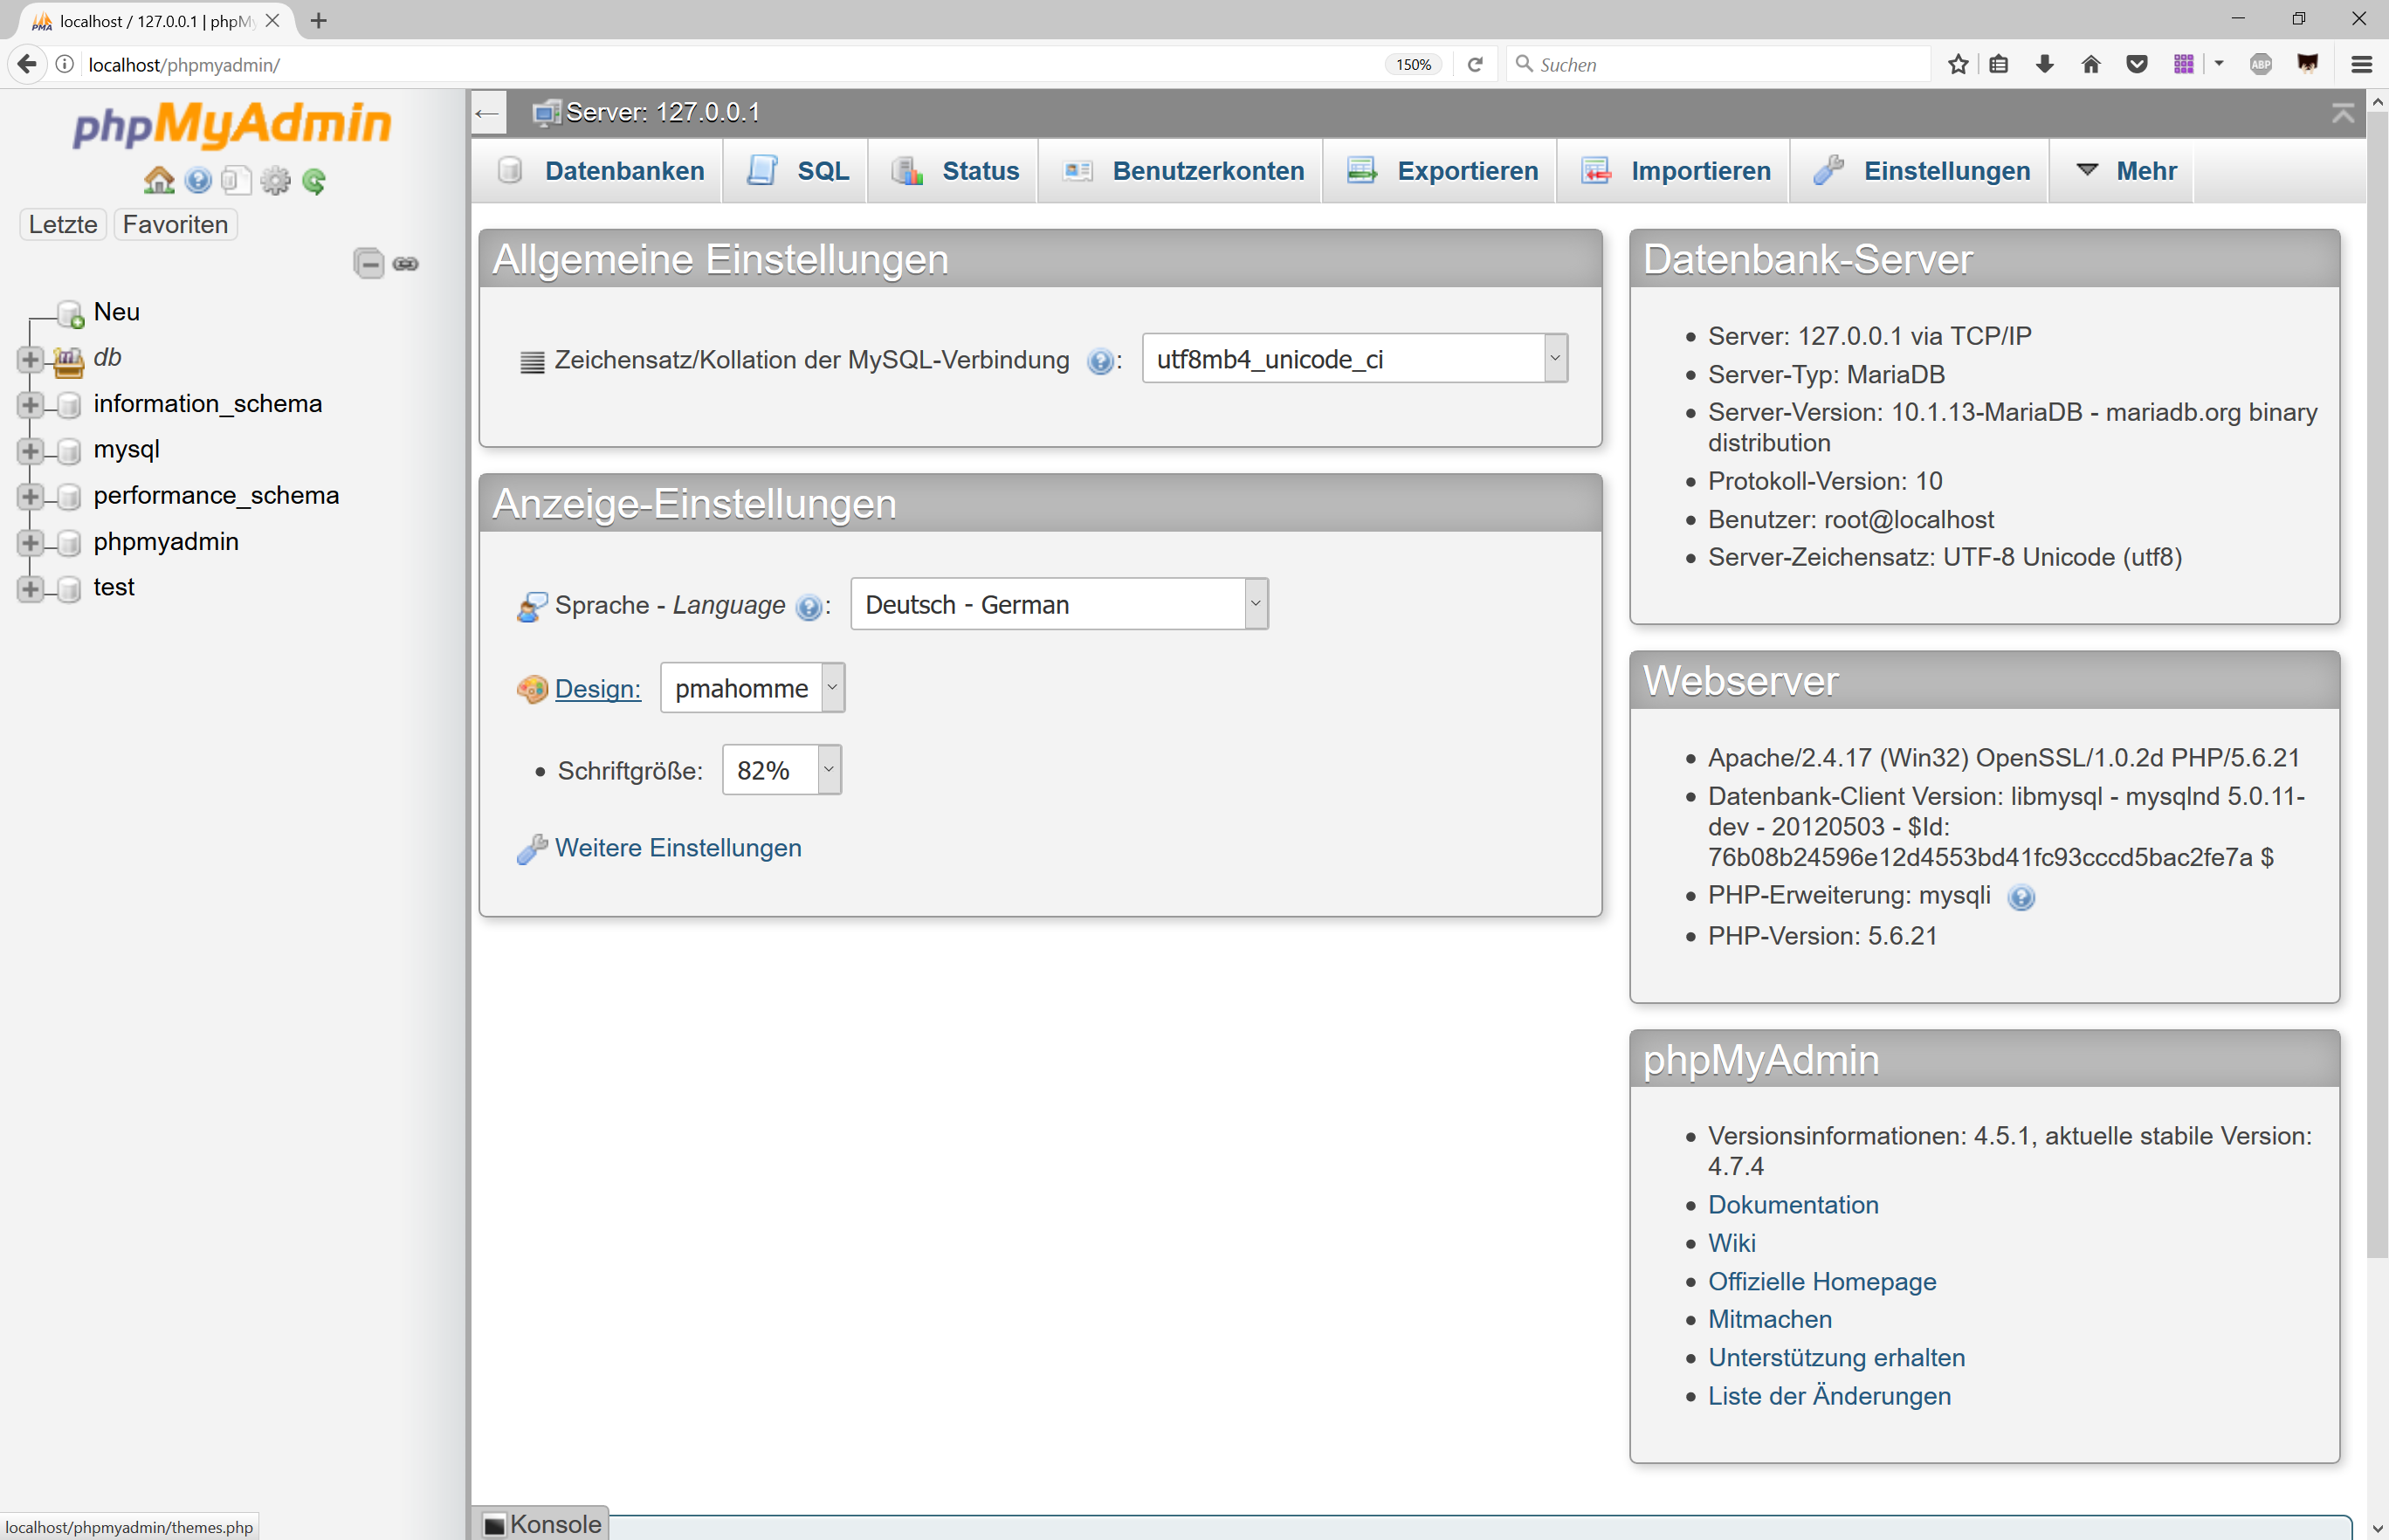 localhost / 127.0.0.1 | phpMy
localhost/phpmyadmin/
150%
Suchen
ABP
phpMyAdmin
Letzte
Favoriten
Neu
db
information_schema
mysql
performance_schema
phpmyadmin
test
Server: 127.0.0.1
Datenbanken
SQL
Status
Benutzerkonten
Exportieren
Importieren
Einstellungen
Mehr
Allgemeine Einstellungen
Zeichensatz/Kollation der MySQL-Verbindung : utf8mb4_unicode_ci
Anzeige-Einstellungen
Sprache - Language : Deutsch - German
Design: pmahomme
Schriftgröße: 82%
Weitere Einstellungen
Datenbank-Server
Server: 127.0.0.1 via TCP/IP
Server-Typ: MariaDB
Server-Version: 10.1.13-MariaDB - mariadb.org binary
distribution
Protokoll-Version: 10
Benutzer: root@localhost
Server-Zeichensatz: UTF-8 Unicode (utf8)
Webserver
Apache/2.4.17 (Win32) OpenSSL/1.0.2d PHP/5.6.21
Datenbank-Client Version: libmysql - mysqlnd 5.0.11-
dev - 20120503 - $Id:
76b08b24596e12d4553bd41fc93cccd5bac2fe7a $
PHP-Erweiterung: mysqli
PHP-Version: 5.6.21
phpMyAdmin
Versionsinformationen: 4.5.1, aktuelle stabile Version:
4.7.4
Dokumentation
Wiki
Offizielle Homepage
Mitmachen
Unterstützung erhalten
Liste der Änderungen
Konsole
localhost/phpmyadmin/themes.php